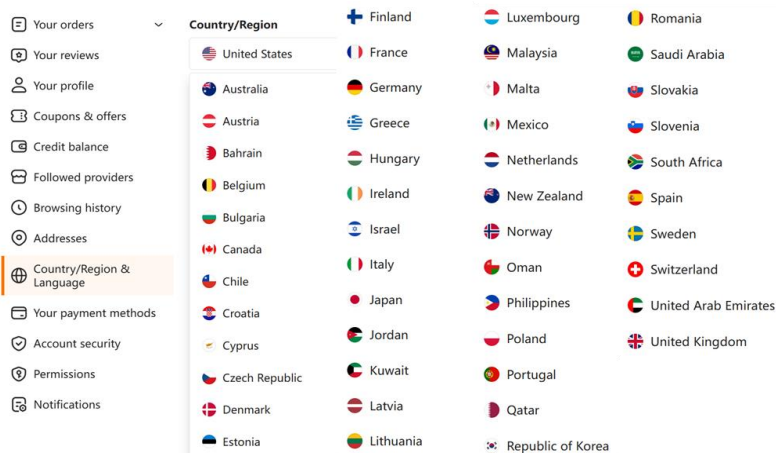 Your orders
Your reviews
Your profile
Coupons & offers
Credit balance
Followed providers
Browsing history
Addresses
Country/Region &
Language
Your payment methods
Account security
Permissions
Notifications
Country/Region
United States
Australia
Austria
Bahrain
Belgium
Bulgaria
Canada
Chile
Croatia
Cyprus
Czech Republic
Denmark
Estonia
Finland
France
Germany
Greece
Hungary
Ireland
Israel
Italy
Japan
Jordan
Kuwait
Latvia
Lithuania
Luxembourg
Malaysia
Malta
Mexico
Netherlands
New Zealand
Norway
Oman
Philippines
Poland
Portugal
Qatar
Republic of Korea
Romania
Saudi Arabia
Slovakia
Slovenia
South Africa
Spain
Sweden
Switzerland
United Arab Emirates
United Kingdom